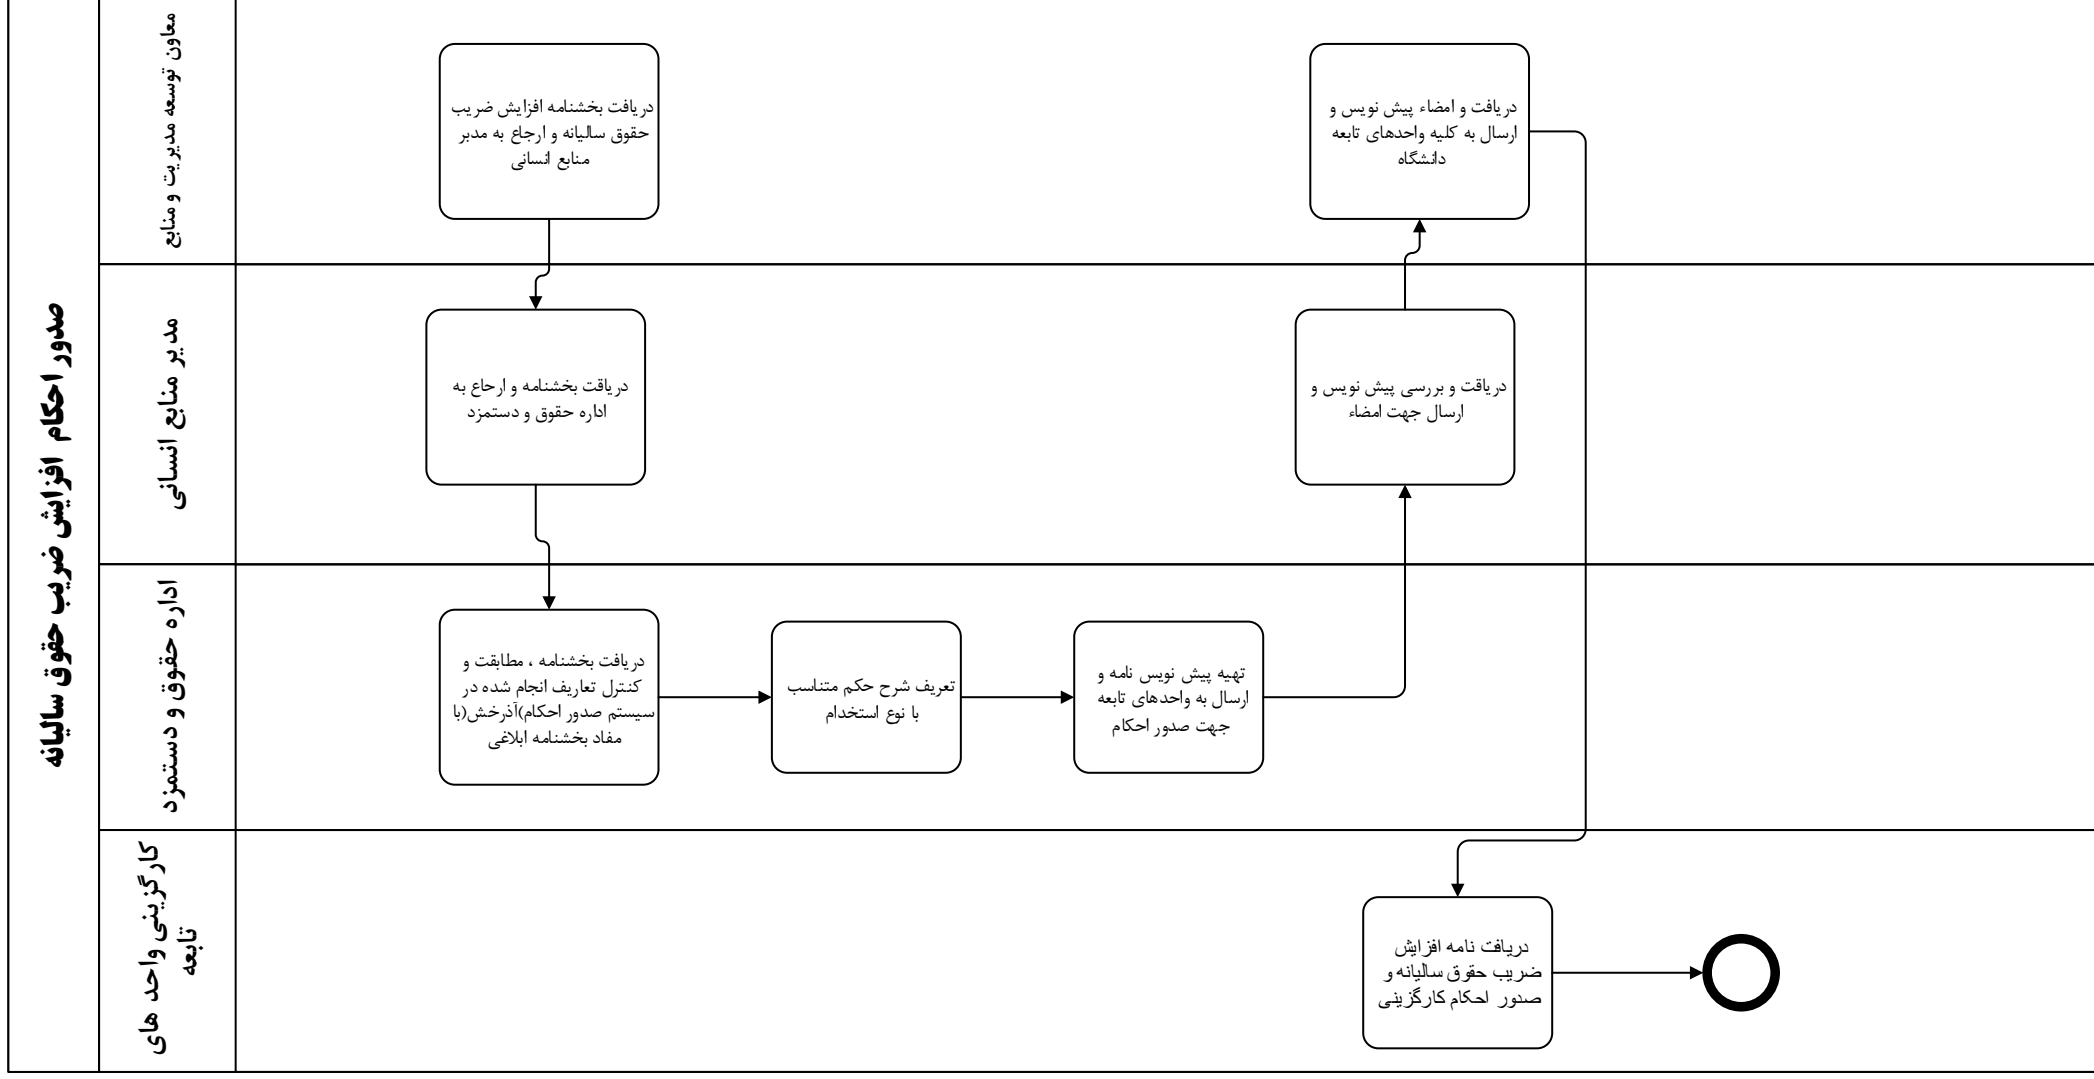 صدور احکام افزایش ضریب حقوق سالیانه
معاون توسعه مدیریت و منابع
دریافت بخشنامه افزایش ضریب
حقوق سالیانه و ارجاع به مدبر
منابع انسانی
دریافت و امضاء پیش نویس و
ارسال به کلیه واحدهای تابعه
دانشگاه
مدیر منابع انسانی
دریاقت بخشنامه و ارحاع به
اداره حقوق و دستمزد
دریاقت و بررسی پیش نویس و
ارسال جهت امضاء
اداره حقوق و دستمزد
دریافت بخشنامه ، مطابقت و
کنترل تعاریف انجام شده در
سیستم صدور احکام)آذرخش(با
مفاد بخشنامه ابلاغی
تعریف شرح حکم متناسب
با نوع استخدام
تهیه پیش نویس نامه و
ارسال به واحدهای تابعه
جهت صدور احکام
کارگزینی واحد های
تابعه
دریافت نامه افزایش
ضریب حقوق سالیانه و
صدور احکام کارگزینی